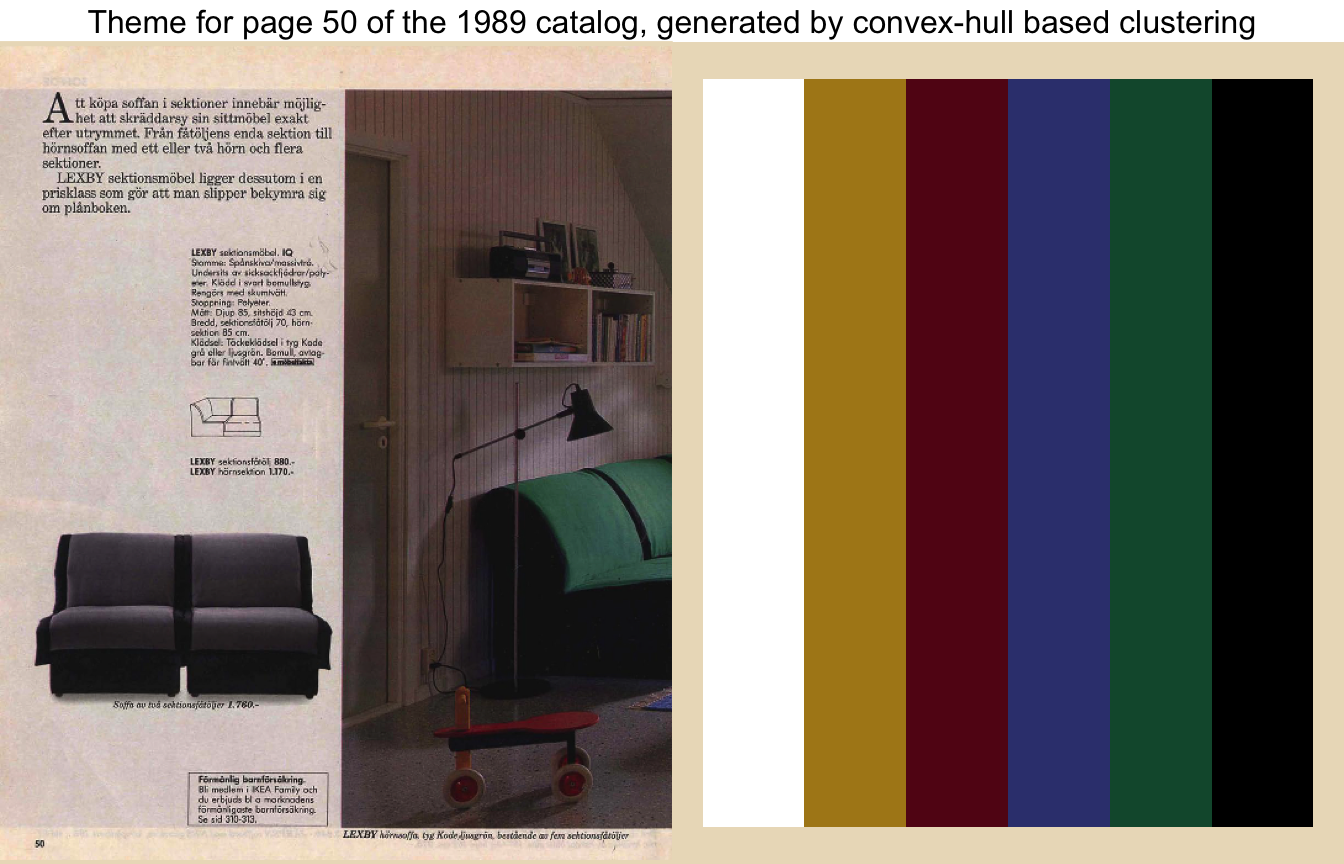 Theme for page 50 of the 1989 catalog, generated by convex-hull based clustering
Att köpa soffan i sektioner innebär möjlig-
het att skräddarsy sin sittmöbel exakt
efter utrymmet. Från fåtöljens enda sektion till
hörnsoffan med ett eller två hörn och flera
sektioner.
LEXBY sektionsmöbel ligger dessutom i en
prisklass som gör att man slipper bekymra sig
om plånboken.
LEXBY sektionsmöbel. IQ
Stomme: Spånskiva/massivträ.
Undersits av sicksackfjädrar/poly-
eter. Klädd i svart bomullstyg.
Rengörs med skumtvätt.
Stoppning: Polyeter.
Mått: Djup 85, sitshöjd 43 cm.
Bredd, sektionsfåtölj 70, hörn-
sektion 85 cm.
Klädsel: Täckeklädsel i tyg Kode
grå eller ljusgrön. Bomull, avtag-
bar för fintvätt 40°. möbelfakta
LEXBY sektionsfåtölj 880.-
LEXBY hörnsektion 1.170.-
Soffa av två sektionsfåtöljer 1.760.-
Förmånlig barnförsäkring.
Bli medlem i IKEA Family och
du erbjuds bl a marknadens
förmånligaste barnförsäkring.
Se sid 310-313.
LEXBY hörnsoffa, tyg Kode ljusgrön, bestående av fem sektionsfåtöljer
50